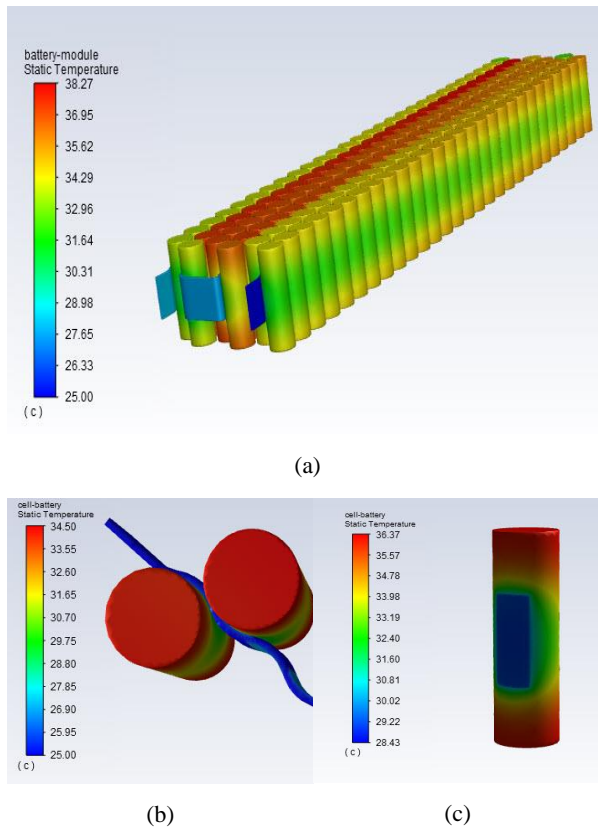 battery-module
Static Temperature
38.27
36.95
35.62
34.29
32.96
31.64
30.31
28.98
27.65
26.33
25.00
( c )
(a)
cell-battery
Static Temperature
34.50
33.55
32.60
31.65
30.70
29.75
28.80
27.85
26.90
25.95
25.00
( c )
(b)
cell-battery
Static Temperature
36.37
35.57
34.78
33.98
33.19
32.40
31.60
30.81
30.02
29.22
28.43
( c )
(c)